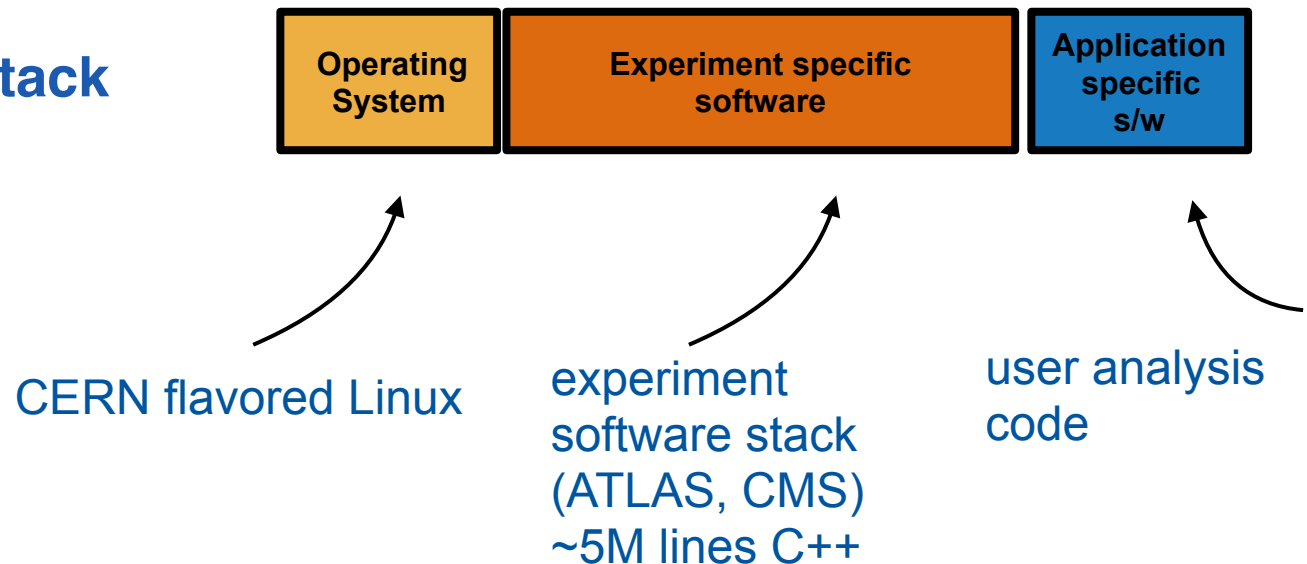 tack
Operating
System
Experiment specific
software
Application
specific
s/w
CERN flavored Linux
experiment
software stack
(ATLAS, CMS)
~5M lines C++
user analysis
code